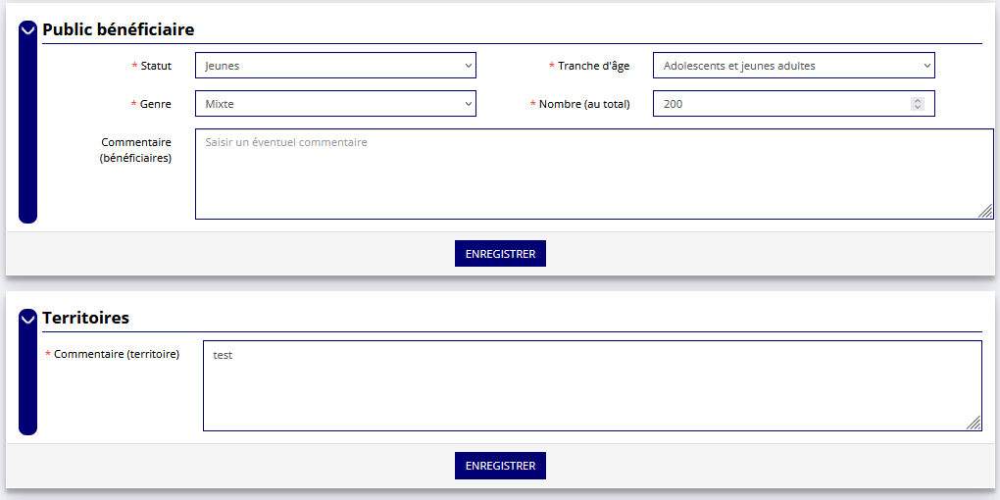 Public bénéficiaire
* Statut
Jeunes
* Tranche d'âge
Adolescents et jeunes adultes
* Genre
Mixte
* Nombre (au total)
200
Commentaire
(bénéficiaires)
Saisir un éventuel commentaire
ENREGISTRER
Territoires
* Commentaire (territoire)
test
ENREGISTRER